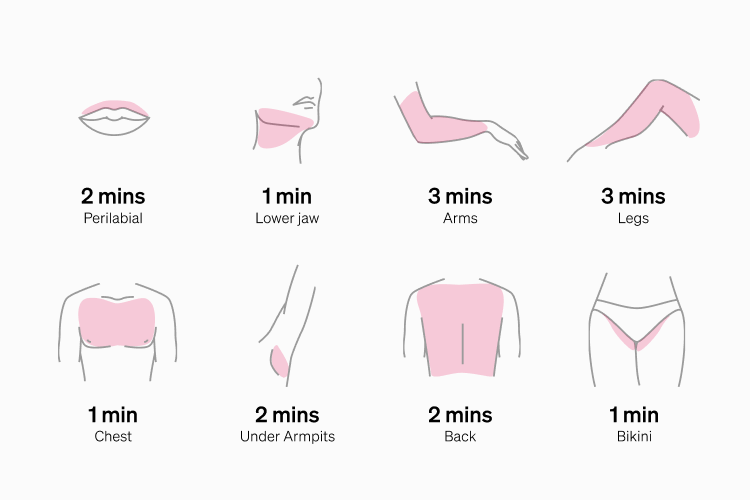 2 mins
Perilabial
1 min
Lower jaw
3 mins
Arms
3 mins
Legs
1 min
Chest
2 mins
Under Armpits
2 mins
Back
1 min
Bikini